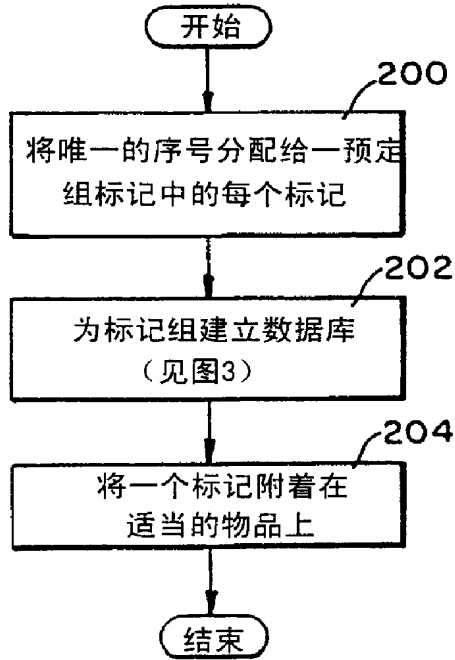 开始
200
将唯一的序号分配给一预定
组标记中的每个标记
202
为标记组建立数据库
（见图3）
204
将一个标记附着在
适当的物品上
结束